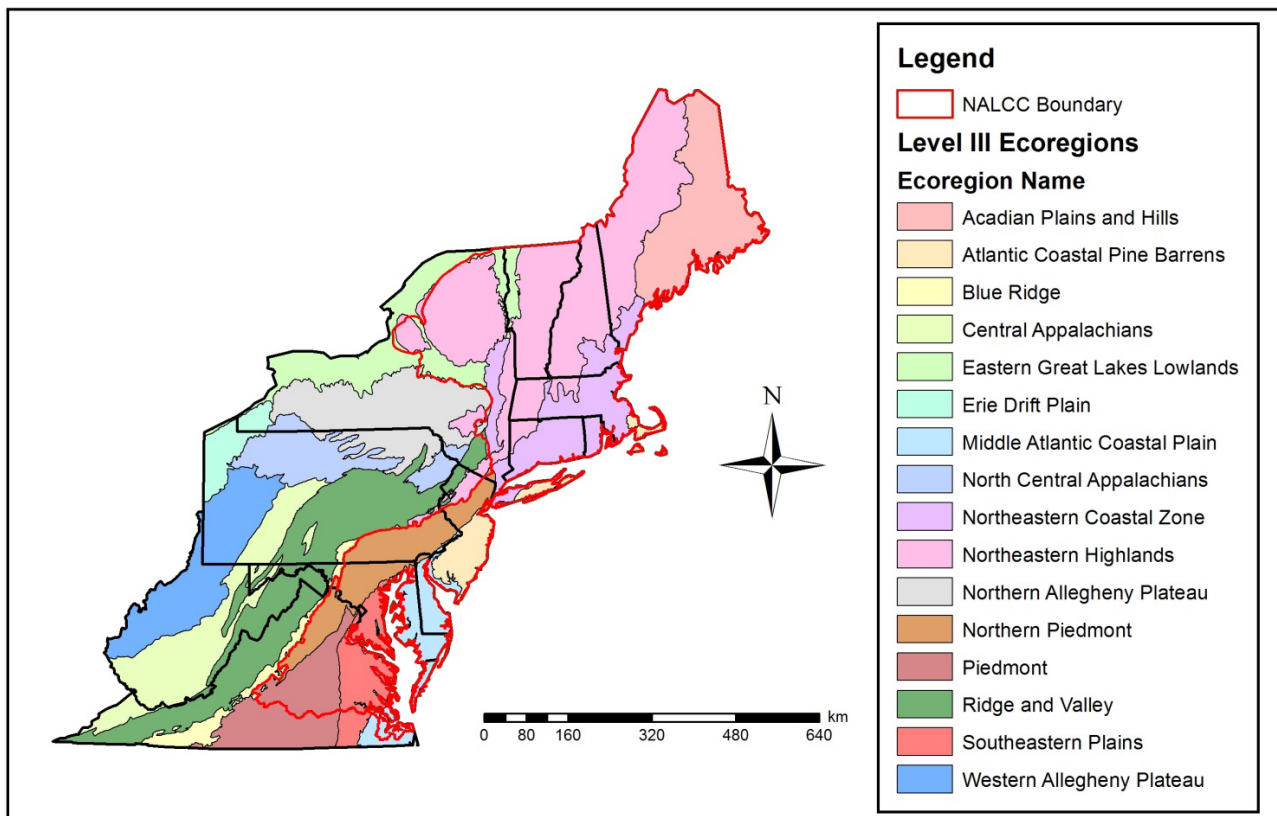 Legend
NALCC Boundary
Level III Ecoregions
Ecoregion Name
Acadian Plains and Hills
Atlantic Coastal Pine Barrens
Blue Ridge
Central Appalachians
Eastern Great Lakes Lowlands
Erie Drift Plain
Middle Atlantic Coastal Plain
North Central Appalachians
Northeastern Coastal Zone
Northeastern Highlands
Northern Allegheny Plateau
Northern Piedmont
Piedmont
Ridge and Valley
Southeastern Plains
Western Allegheny Plateau
N
km
0 80 160 320 480 640